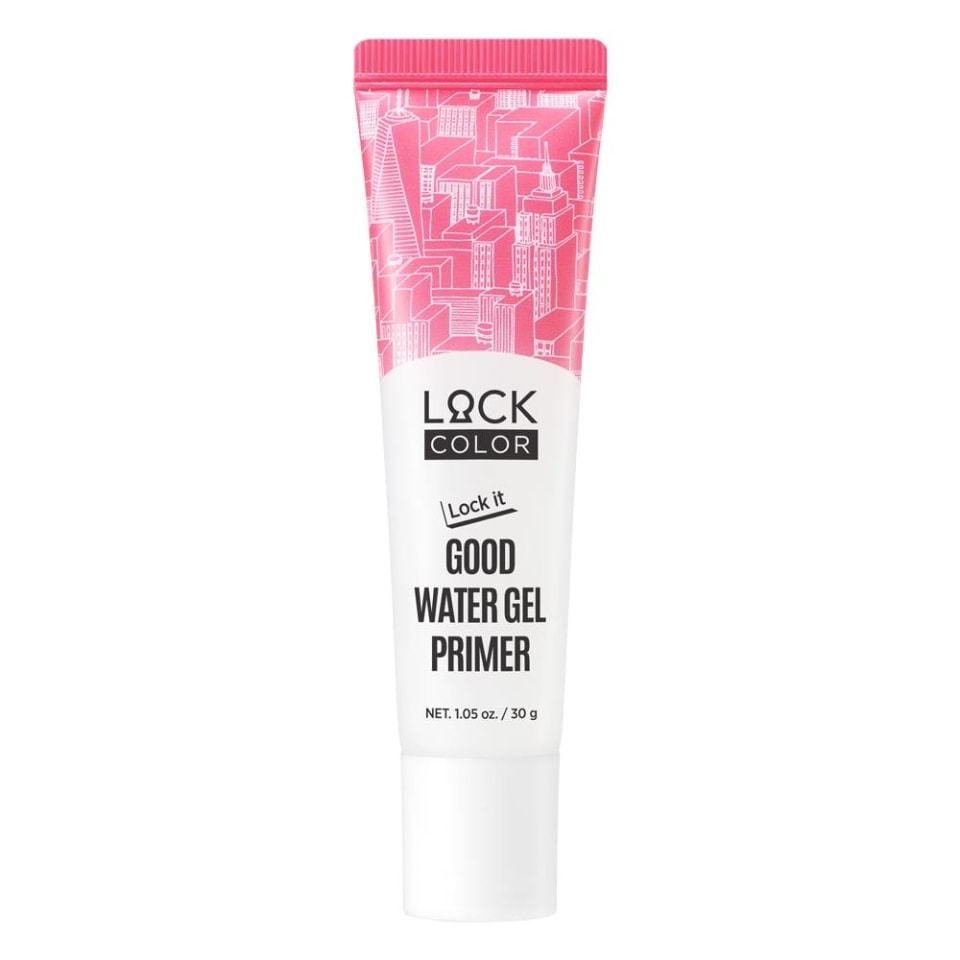 LOCK
COLOR
Lock it
GOOD
WATER GEL
PRIMER
NET. 1.05 oz. / 30 g